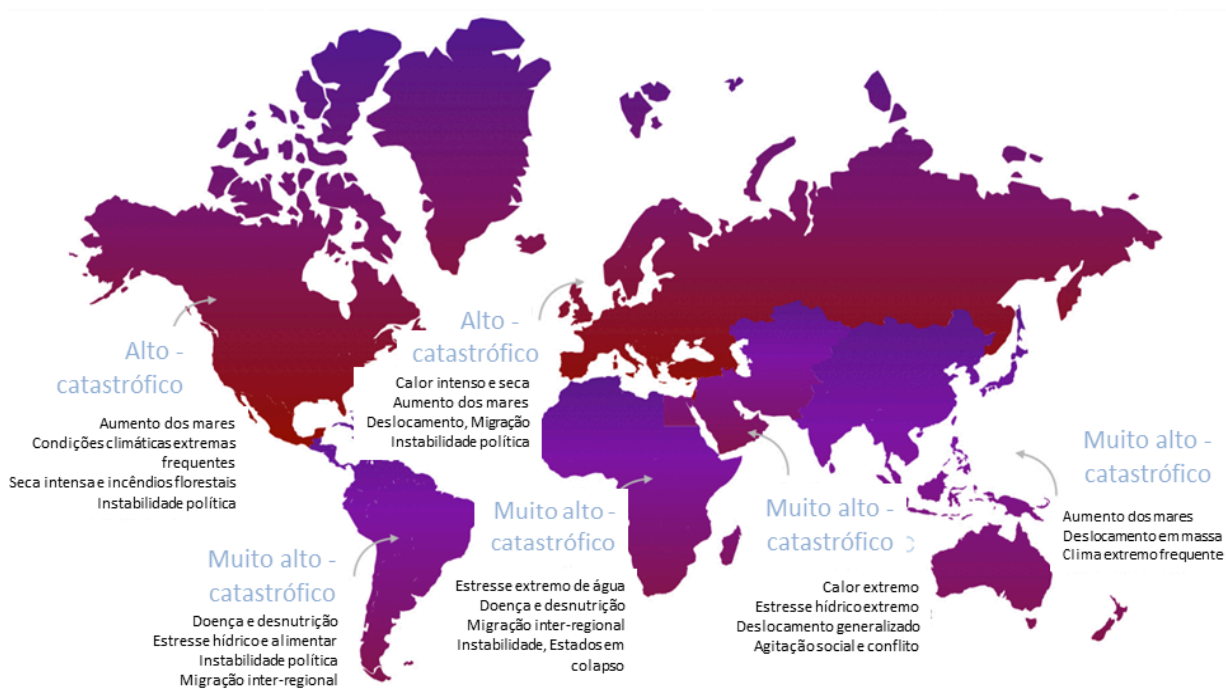 Alto -
catastrófico
Aumento dos mares
Condições climáticas extremas
frequentes
Seca intensa e incêndios florestais
Instabilidade política
Alto -
catastrófico
Calor intenso e seca
Aumento dos mares
Deslocamento, Migração
Instabilidade política
Muito alto -
catastrófico
Doença e desnutrição
Estresse hídrico e alimentar
Instabilidade política
Migração inter-regional
Muito alto -
catastrófico
Estresse extremo de água
Doença e desnutrição
Migração inter-regional
Instabilidade, Estados em
colapso
Muito alto -
catastrófico
Calor extremo
Estresse hídrico extremo
Deslocamento generalizado
Agitação social e conflito
Muito alto -
catastrófico
Aumento dos mares
Deslocamento em massa
Clima extremo frequente